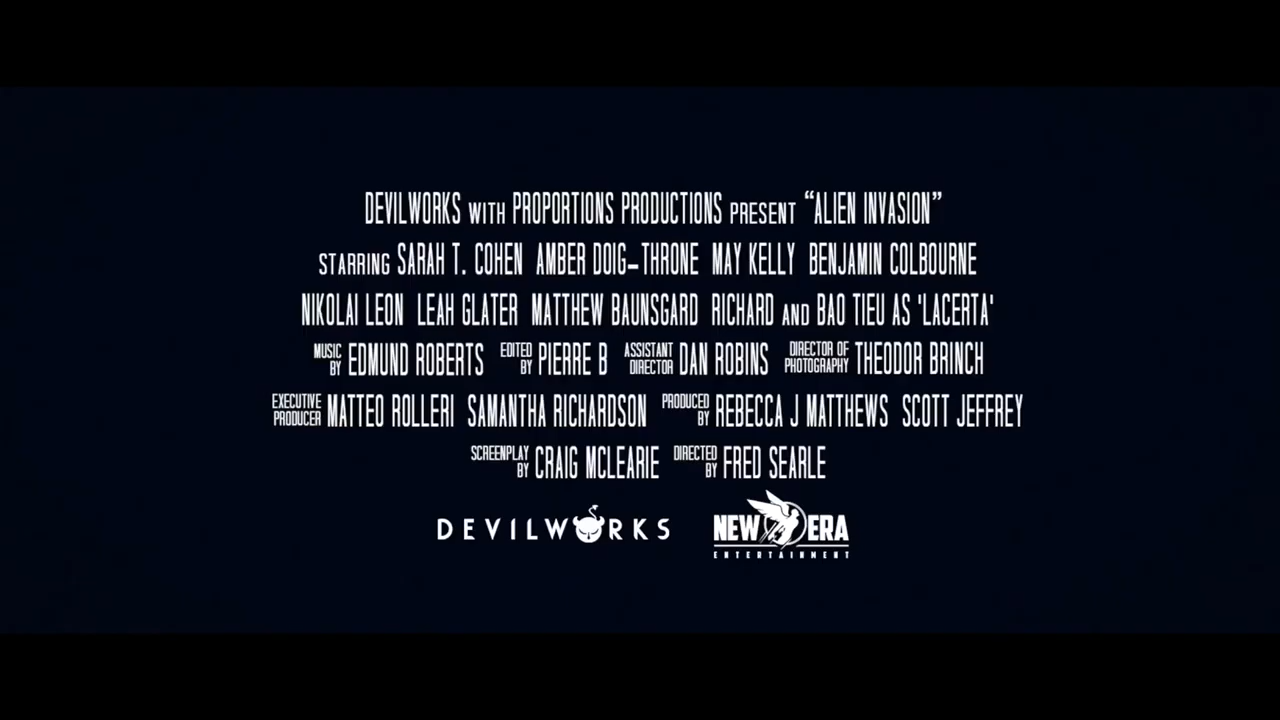 DEVILWORKS WITH PROPORTIONS PRODUCTIONS PRESENT “ALIEN INVASION”
STARRING SARAH T. COHEN AMBER DOIG-THRONE MAY KELLY BENJAMIN COLBOURNE
NIKOLAI LEON LEAH GLATER MATTHEW BAUNSGARD RICHARD AND BAO TIEU AS 'LACERTA'
MUSIC BY EDMUND ROBERTS EDITED BY PIERRE B ASSISTANT DIRECTOR DAN ROBINS DIRECTOR OF PHOTOGRAPHY THEODOR BRINCH
EXECUTIVE PRODUCER MATTEO ROLLERI SAMANTHA RICHARDSON PRODUCED BY REBECCA J MATTHEWS SCOTT JEFFREY
SCREENPLAY BY CRAIG MCLEARIE DIRECTED BY FRED SEARLE
DEVILWORKS NEW ERA
ENTERTAINMENT